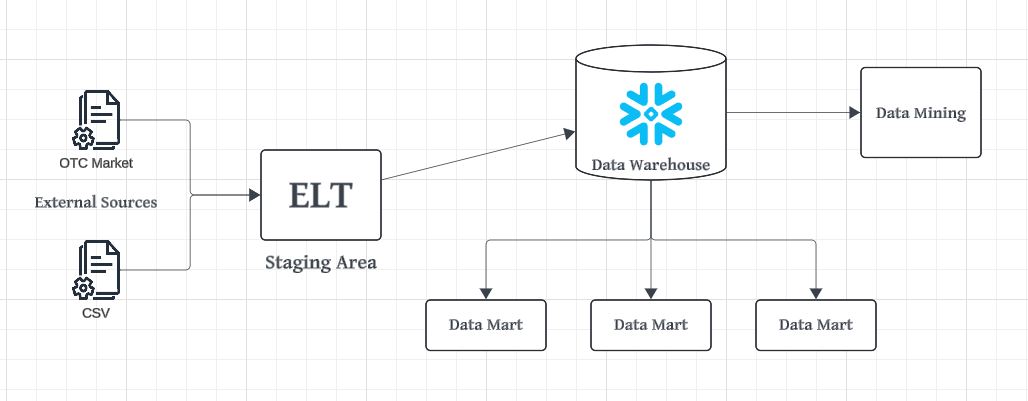 OTC Market
External Sources
CSV
ELT
Staging Area
Data Warehouse
Data Mining
Data Mart
Data Mart
Data Mart